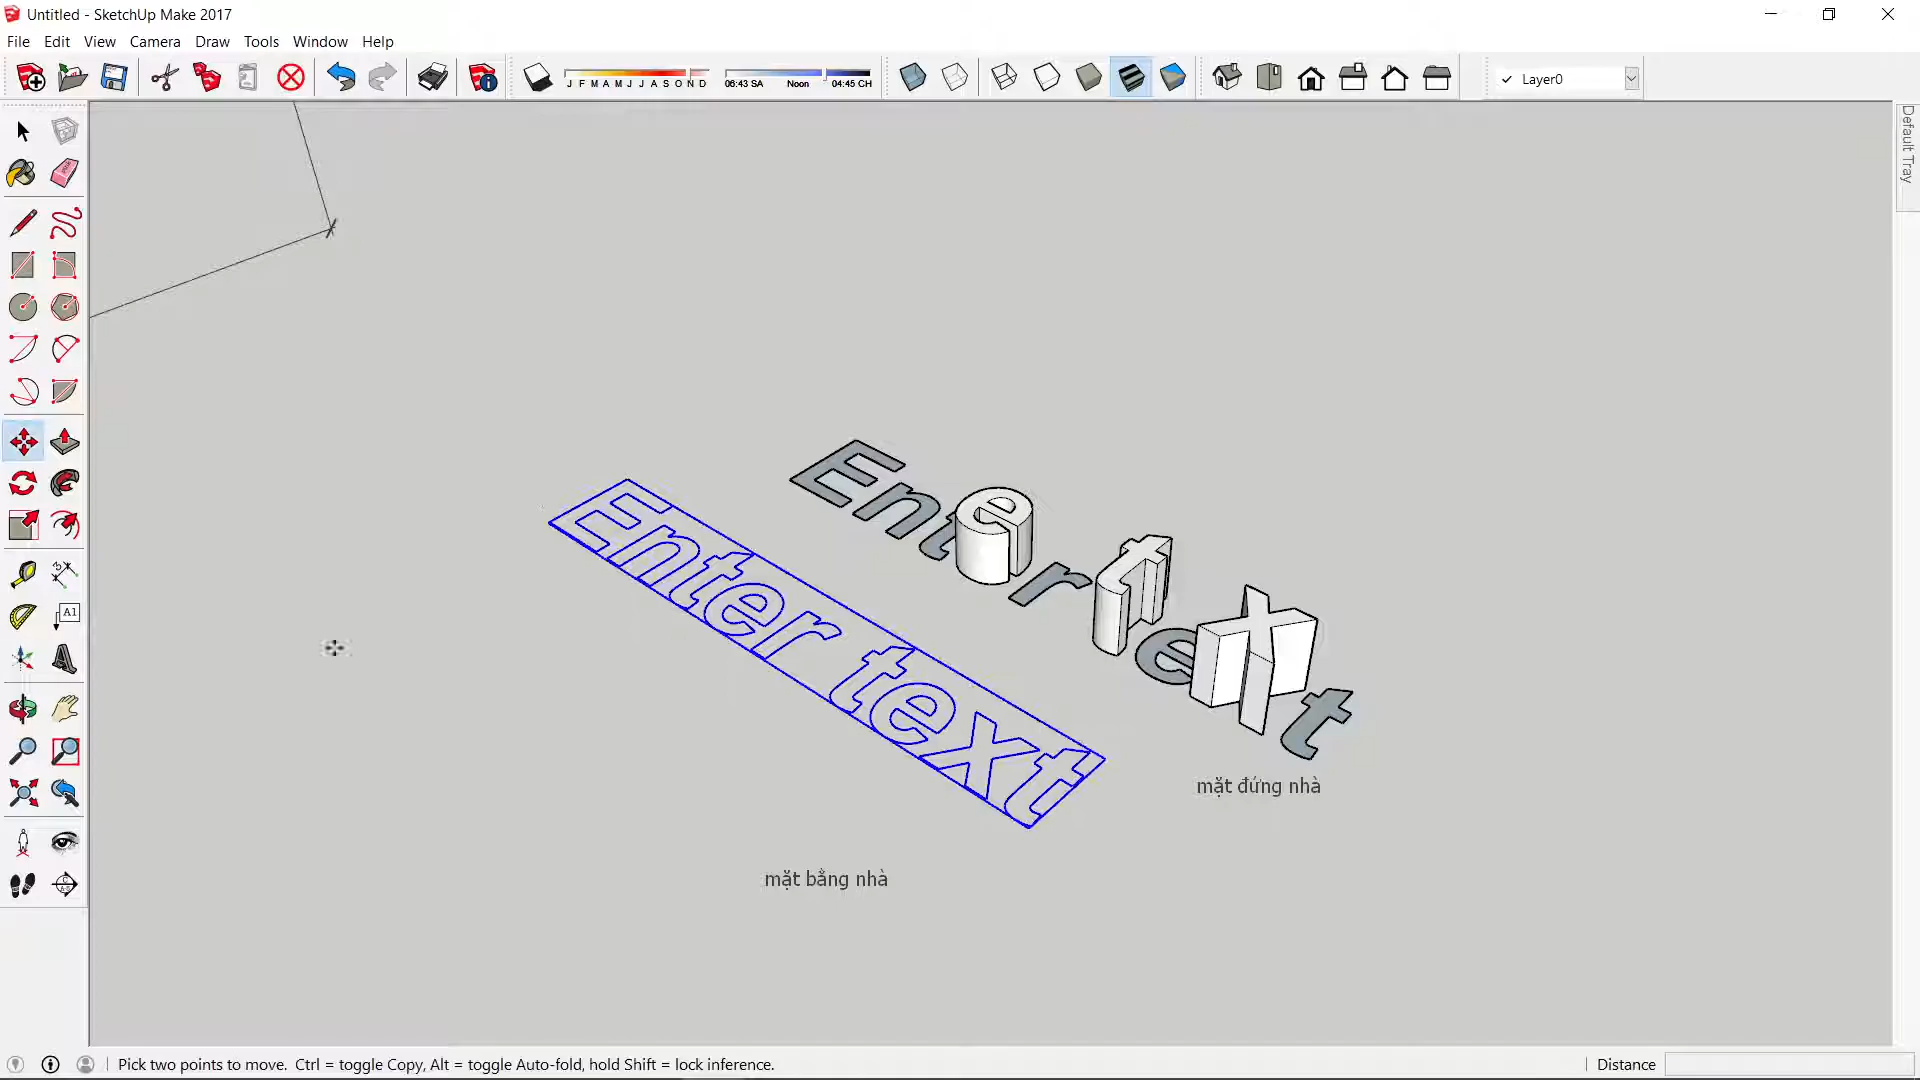 Untitled - SketchUp Make 2017
File Edit View Camera Draw Tools Window Help
J F M A M J J A S O N D
06:43 SA Noon 04:45 CH
Layer0
Default Tray
A1
Enter text
Enter text
mặt đứng nhà
mặt bằng nhà
Pick two points to move. Ctrl = toggle Copy, Alt = toggle Auto-fold, hold Shift = lock inference.
Distance